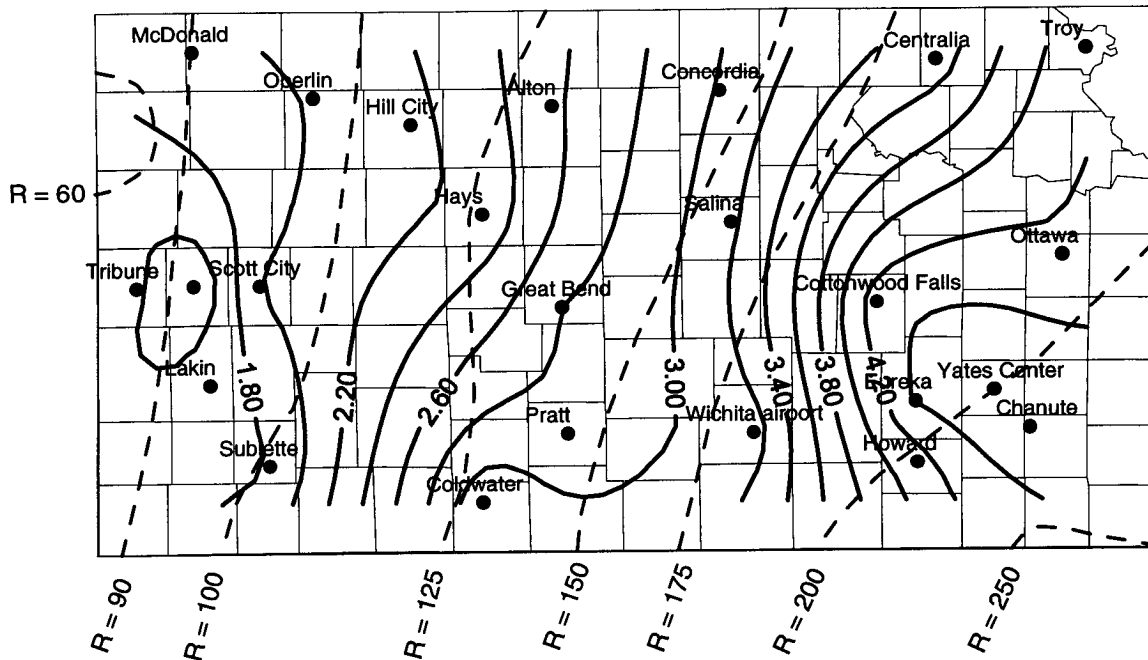 McDonald
Troy
Centralia
Concordia
Oberlin
Alton
Hill City
R = 60
Hays
Salina
Ottawa
Tribune
Scott City
Great Bend
Cottonwood Falls
Lakin
1.80
2.20
2.60
3.00
3.40
3.80
4.20
Eureka
Yates Center
Pratt
Wichita airport
Chanute
Sublette
Howard
Coldwater
R = 90
R = 100
R = 125
R = 150
R = 175
R = 200
R = 250